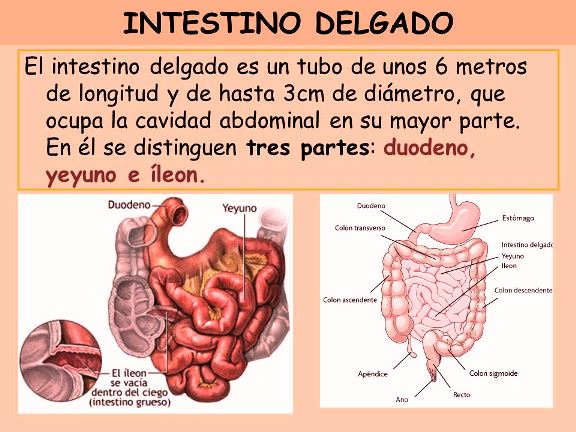 INTESTINO DELGADO
El intestino delgado es un tubo de unos 6 metros
de longitud y de hasta 3cm de diámetro, que
ocupa la cavidad abdominal en su mayor parte.
En él se distinguen tres partes: duodeno,
yeyuno e íleon.
Duodeno
Yeyuno
El íleon
se vacía
dentro del ciego
(intestino grueso)
Duodeno
Estómago
Colon transverso
Intestino delgado
Yeyuno
Ileon
Colon descendente
Colon ascendente
Apéndice
Colon sigmoide
Recto
Ano